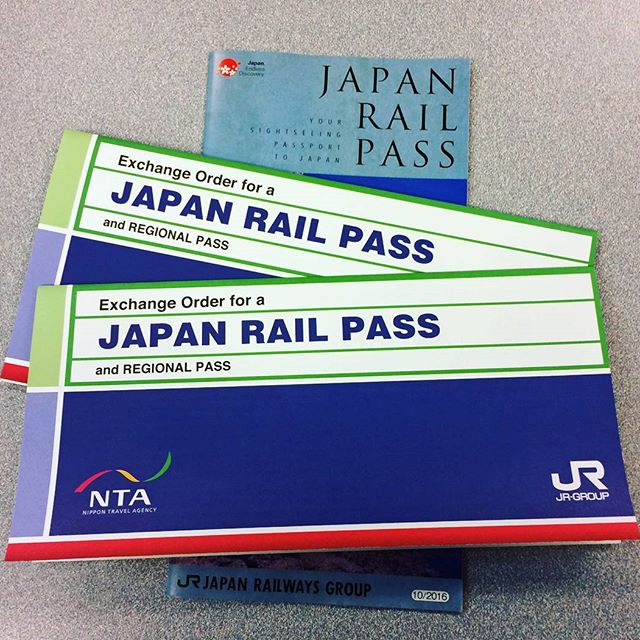 Japan.
Endless
Discovery
JAPAN
RAIL
PASS
YOUR
SIGHTSEEING
PASSPORT
TO JAPAN
Exchange Order for a
JAPAN RAIL PASS
and REGIONAL PASS
Exchange Order for a
JAPAN RAIL PASS
and REGIONAL PASS
NTA
NIPPON TRAVEL AGENCY
JR
JR-GROUP
JR JAPAN RAILWAYS GROUP
10/2016